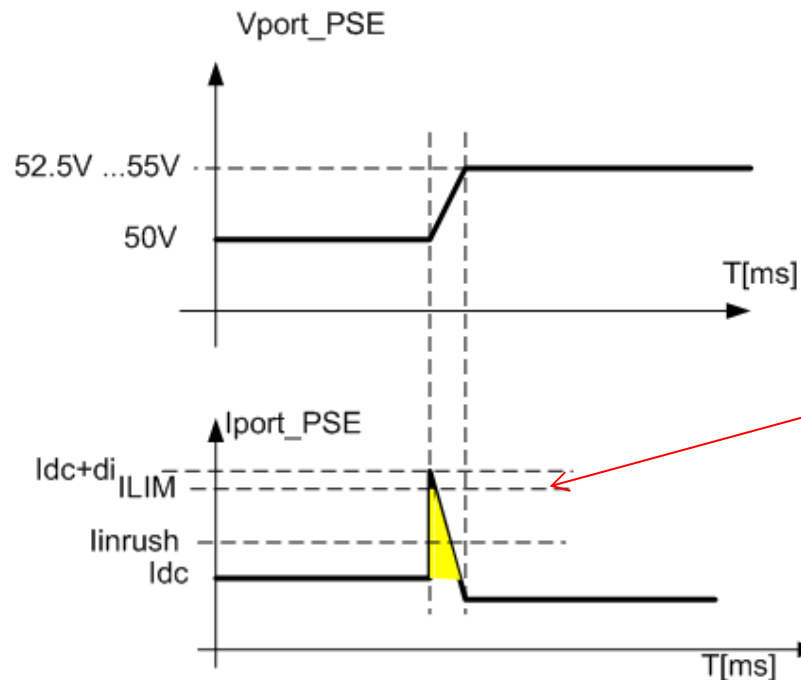 Vport_PSE
52.5V ...55V
50V
T[ms]
Iport_PSE
Idc+di
ILIM
Iinrush
Idc
T[ms]